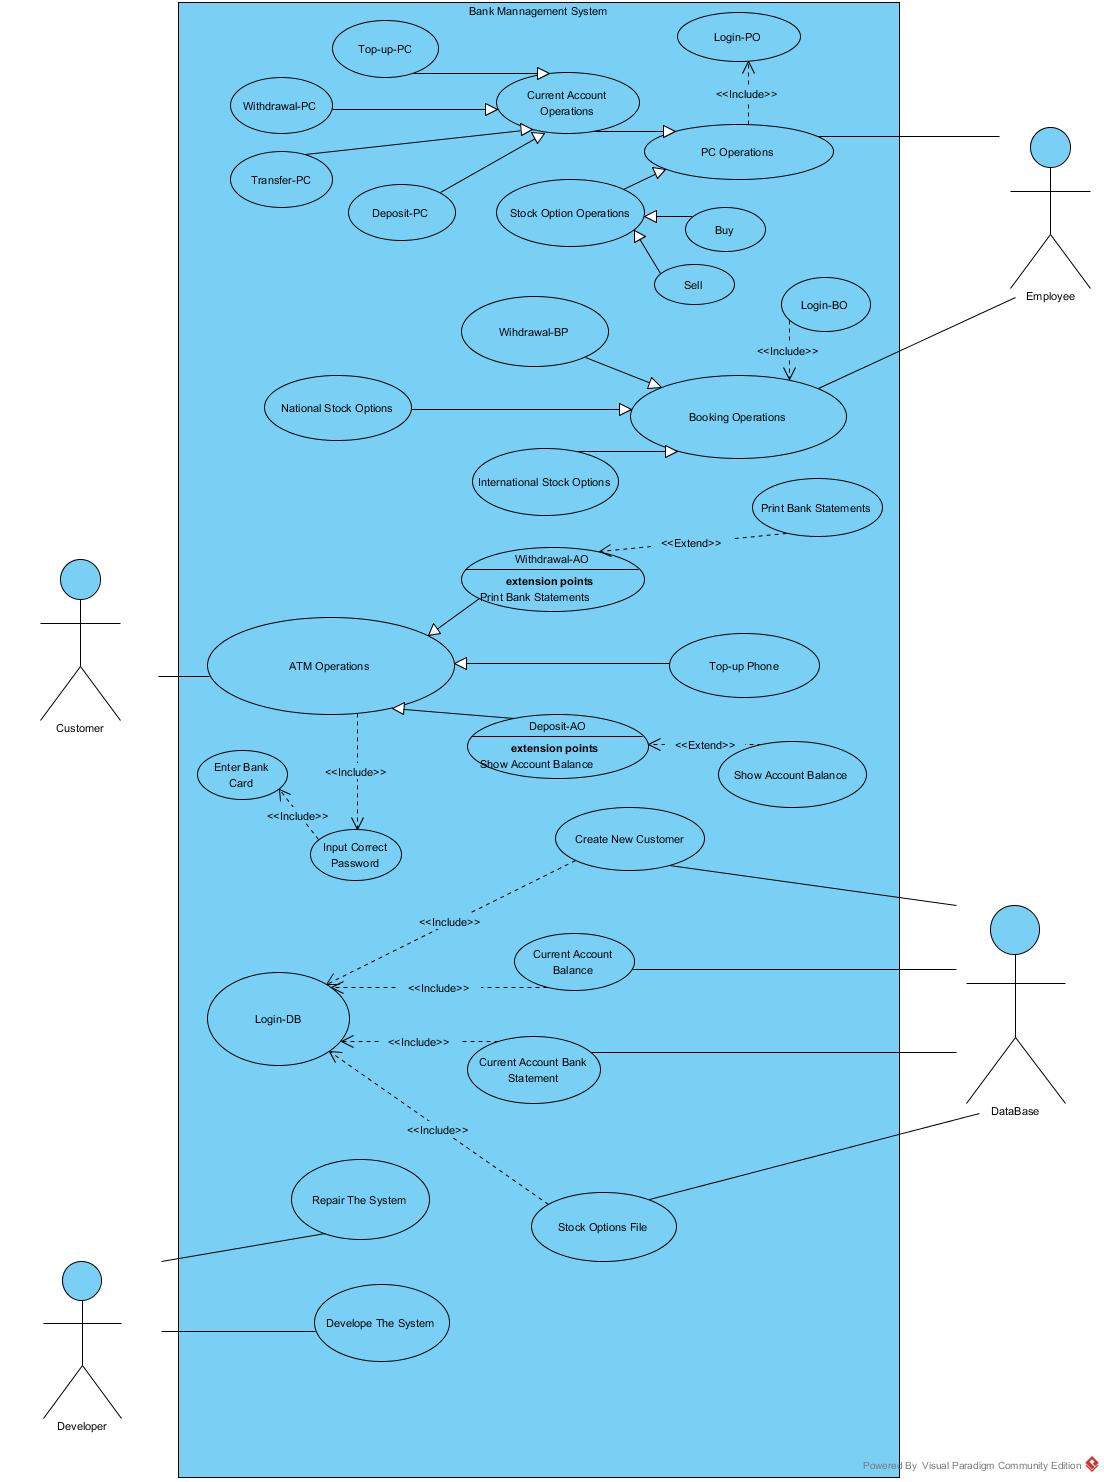 Bank Mannagement System
Top-up-PC
Login-PO
Withdrawal-PC
Current Account
Operations
<<Include>>
PC Operations
Transfer-PC
Deposit-PC
Stock Option Operations
Buy
Sell
Employee
Login-BO
Wihdrawal-BP
<<Include>>
National Stock Options
Booking Operations
International Stock Options
Print Bank Statements
<<Extend>>
Withdrawal-AO
extension points
Print Bank Statements
ATM Operations
Top-up Phone
Customer
Deposit-AO
extension points
Show Account Balance
<<Extend>>
Show Account Balance
Enter Bank
Card
<<Include>>
<<Include>>
Input Correct
Password
Create New Customer
<<Include>>
Current Account
Balance
<<Include>>
Login-DB
<<Include>>
Current Account Bank
Statement
DataBase
<<Include>>
Repair The System
Stock Options File
Develope The System
Developer
Powered By Visual Paradigm Community Edition